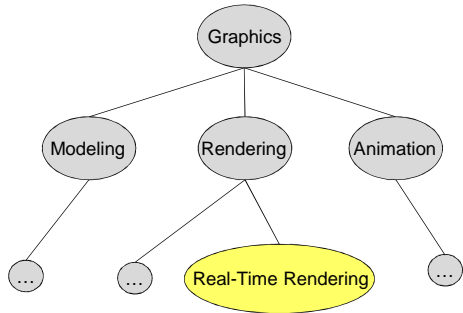 Graphics
Modeling
Rendering
Animation
...
...
Real-Time Rendering
...